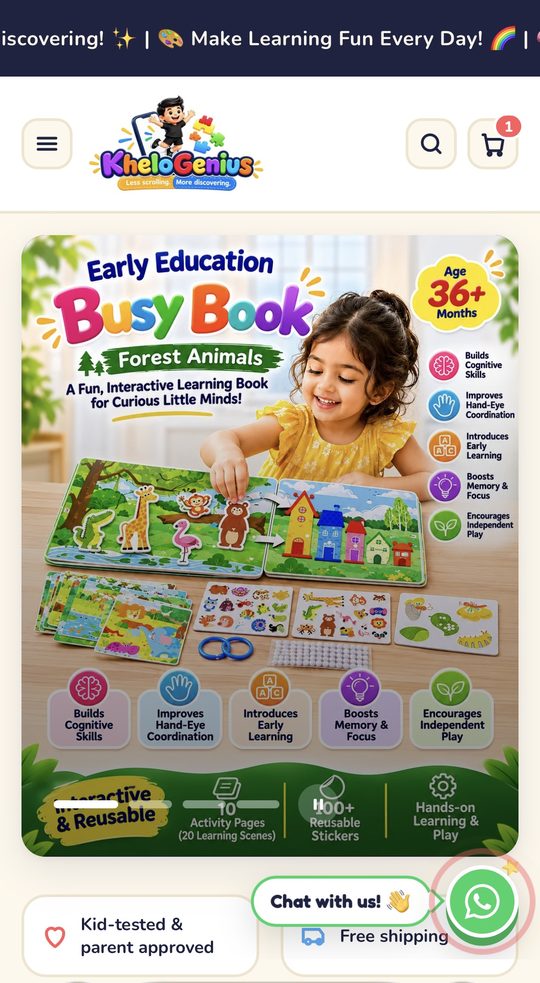 iscovering! ✨ | 🎨 Make Learning Fun Every Day! 🌈 |
1
KheloGenius
Less scrolling. More discovering.
Early Education
Busy Book
Forest Animals
A Fun, Interactive Learning Book
for Curious Little Minds!
Age
36+
Months
Builds
Cognitive
Skills
Improves
Hand-Eye
Coordination
Introduces
Early
Learning
Boosts
Memory &
Focus
Encourages
Independent
Play
Builds
Cognitive
Skills
Improves
Hand-Eye
Coordination
Introduces
Early
Learning
Boosts
Memory &
Focus
Encourages
Independent
Play
Interactive
& Reusable
10
Activity Pages
(20 Learning Scenes)
Reusable
Stickers
Hands-on
Learning &
Play
Chat with us! 👋
Kid-tested &
parent approved
Free shipping